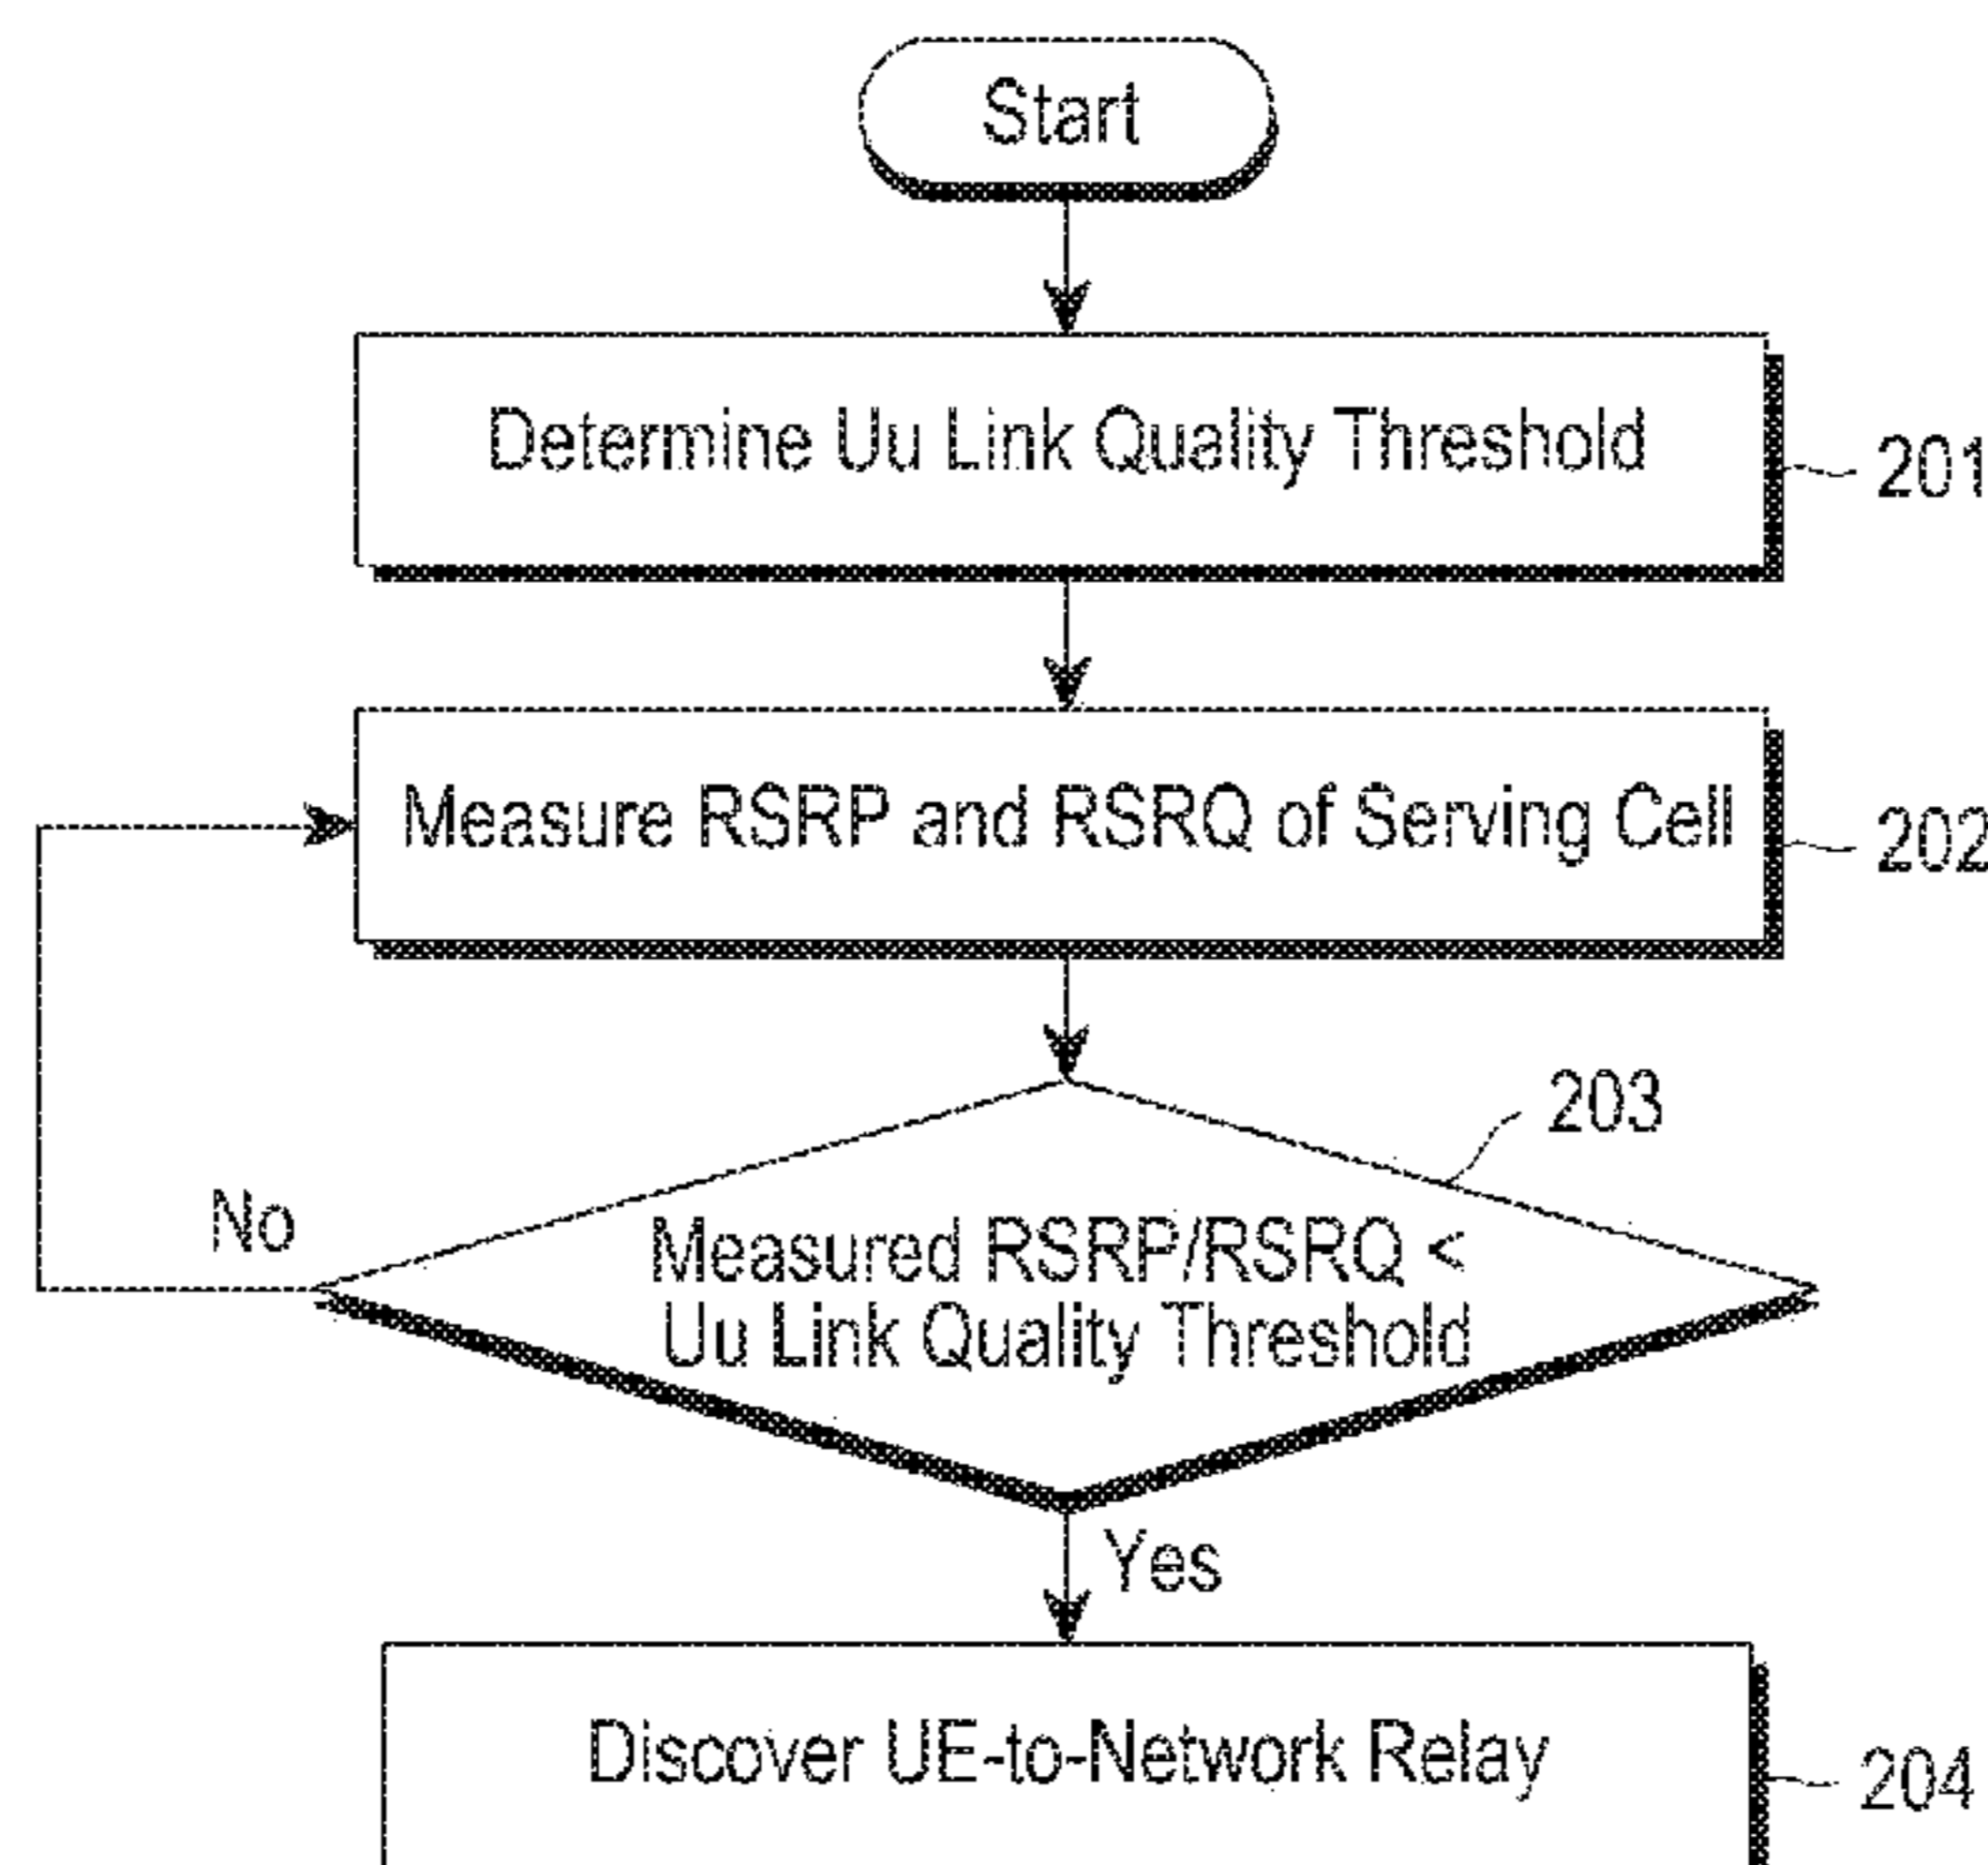 Start
Determine Uu Link Quality Threshold
201
Measure RSRP and RSRQ of Serving Cell
202
203
Measured RSRP/RSRQ <
Uu Link Quality Threshold
No
Yes
Discover UE-to-Network Relay
204